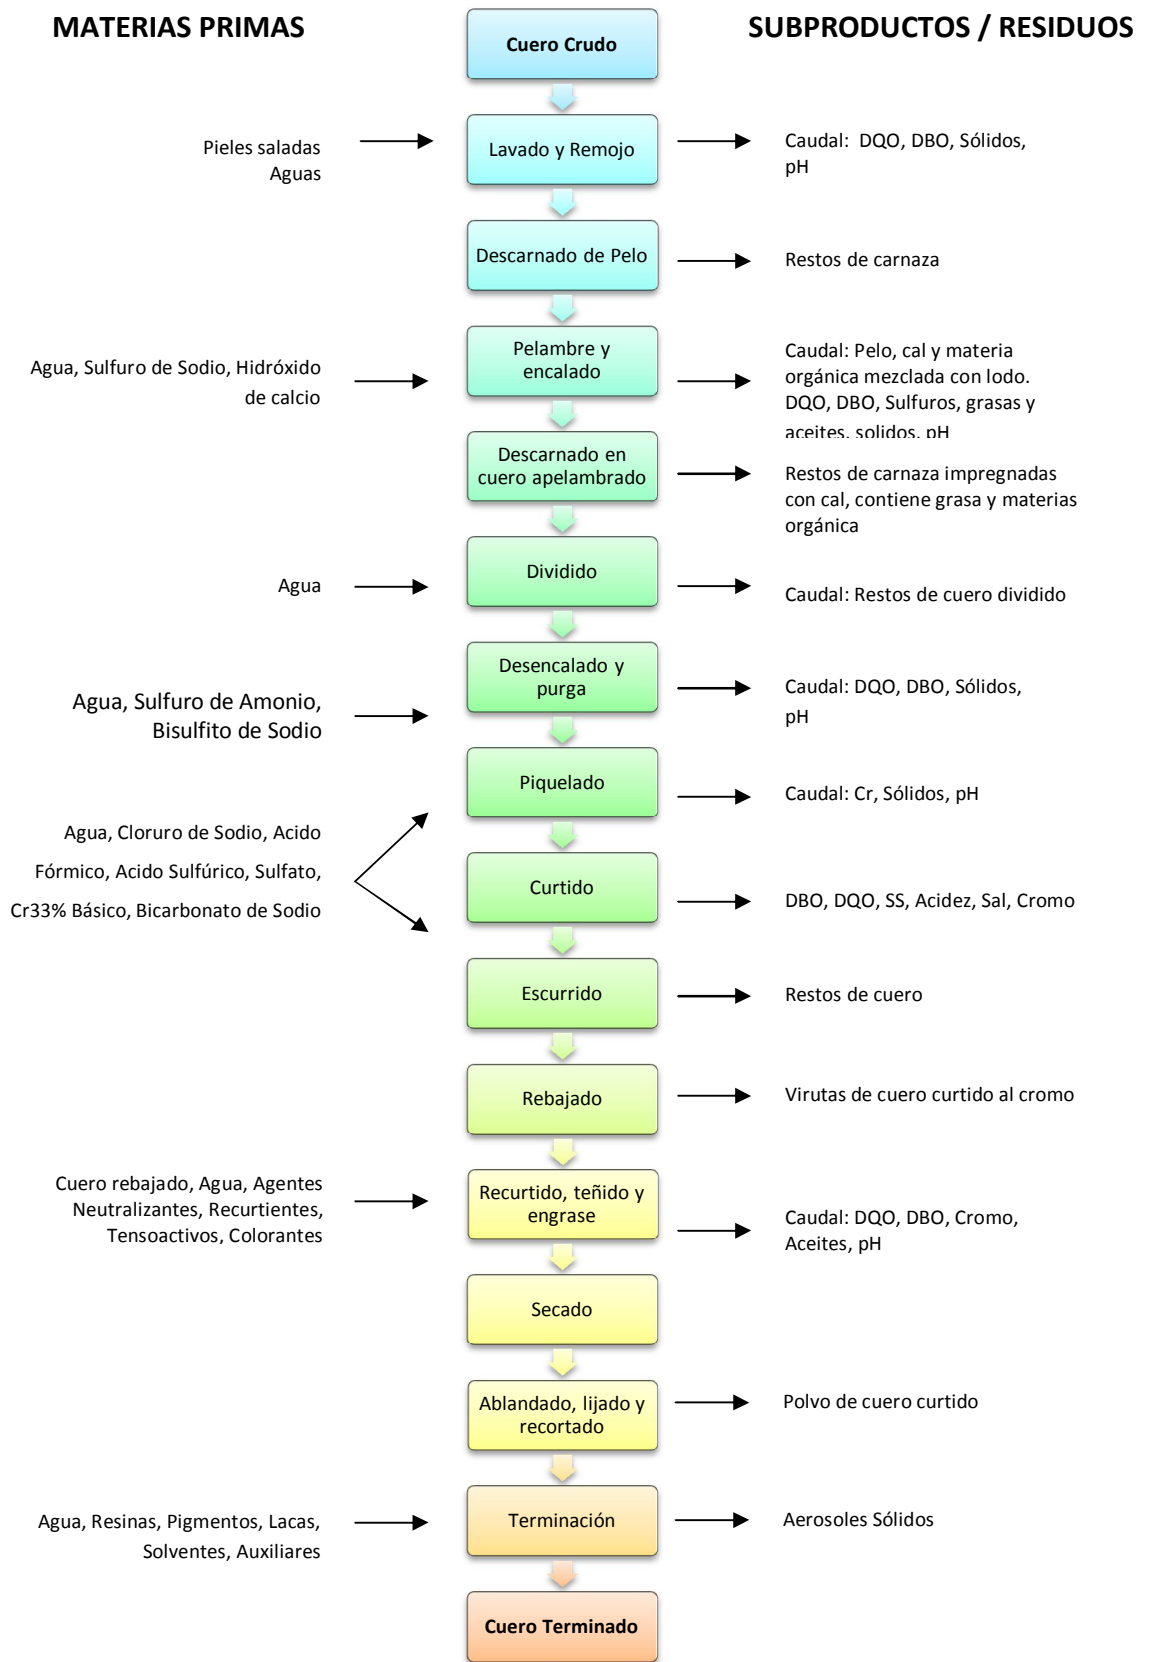 MATERIAS PRIMAS
SUBPRODUCTOS / RESIDUOS
Cuero Crudo
Pieles saladas
Aguas
Lavado y Remojo
Caudal:  DQO, DBO, Sólidos,
pH
Descarnado de Pelo
Restos de carnaza
Agua, Sulfuro de Sodio, Hidróxido
de calcio
Pelambre y
encalado
Caudal: Pelo, cal y materia
orgánica mezclada con lodo.
DQO, DBO, Sulfuros, grasas y
aceites, solidos, pH
Descarnado en
cuero apelambrado
Restos de carnaza impregnadas
con cal, contiene grasa y materias
orgánica
Agua
Dividido
Caudal: Restos de cuero dividido
Agua, Sulfuro de Amonio,
Bisulfito de Sodio
Desencalado y
purga
Caudal: DQO, DBO, Sólidos,
pH
Piquelado
Caudal: Cr, Sólidos, pH
Agua, Cloruro de Sodio, Acido
Fórmico, Acido Sulfúrico, Sulfato,
Cr33% Básico, Bicarbonato de Sodio
Curtido
DBO, DQO, SS, Acidez, Sal, Cromo
Escurrido
Restos de cuero
Rebajado
Virutas de cuero curtido al cromo
Cuero rebajado, Agua, Agentes
Neutralizantes, Recurtientes,
Tensoactivos, Colorantes
Recurtido, teñido y
engrase
Caudal: DQO, DBO, Cromo,
Aceites, pH
Secado
Ablandado, lijado y
recortado
Polvo de cuero curtido
Agua, Resinas, Pigmentos, Lacas,
Solventes, Auxiliares
Terminación
Aerosoles Sólidos
Cuero Terminado